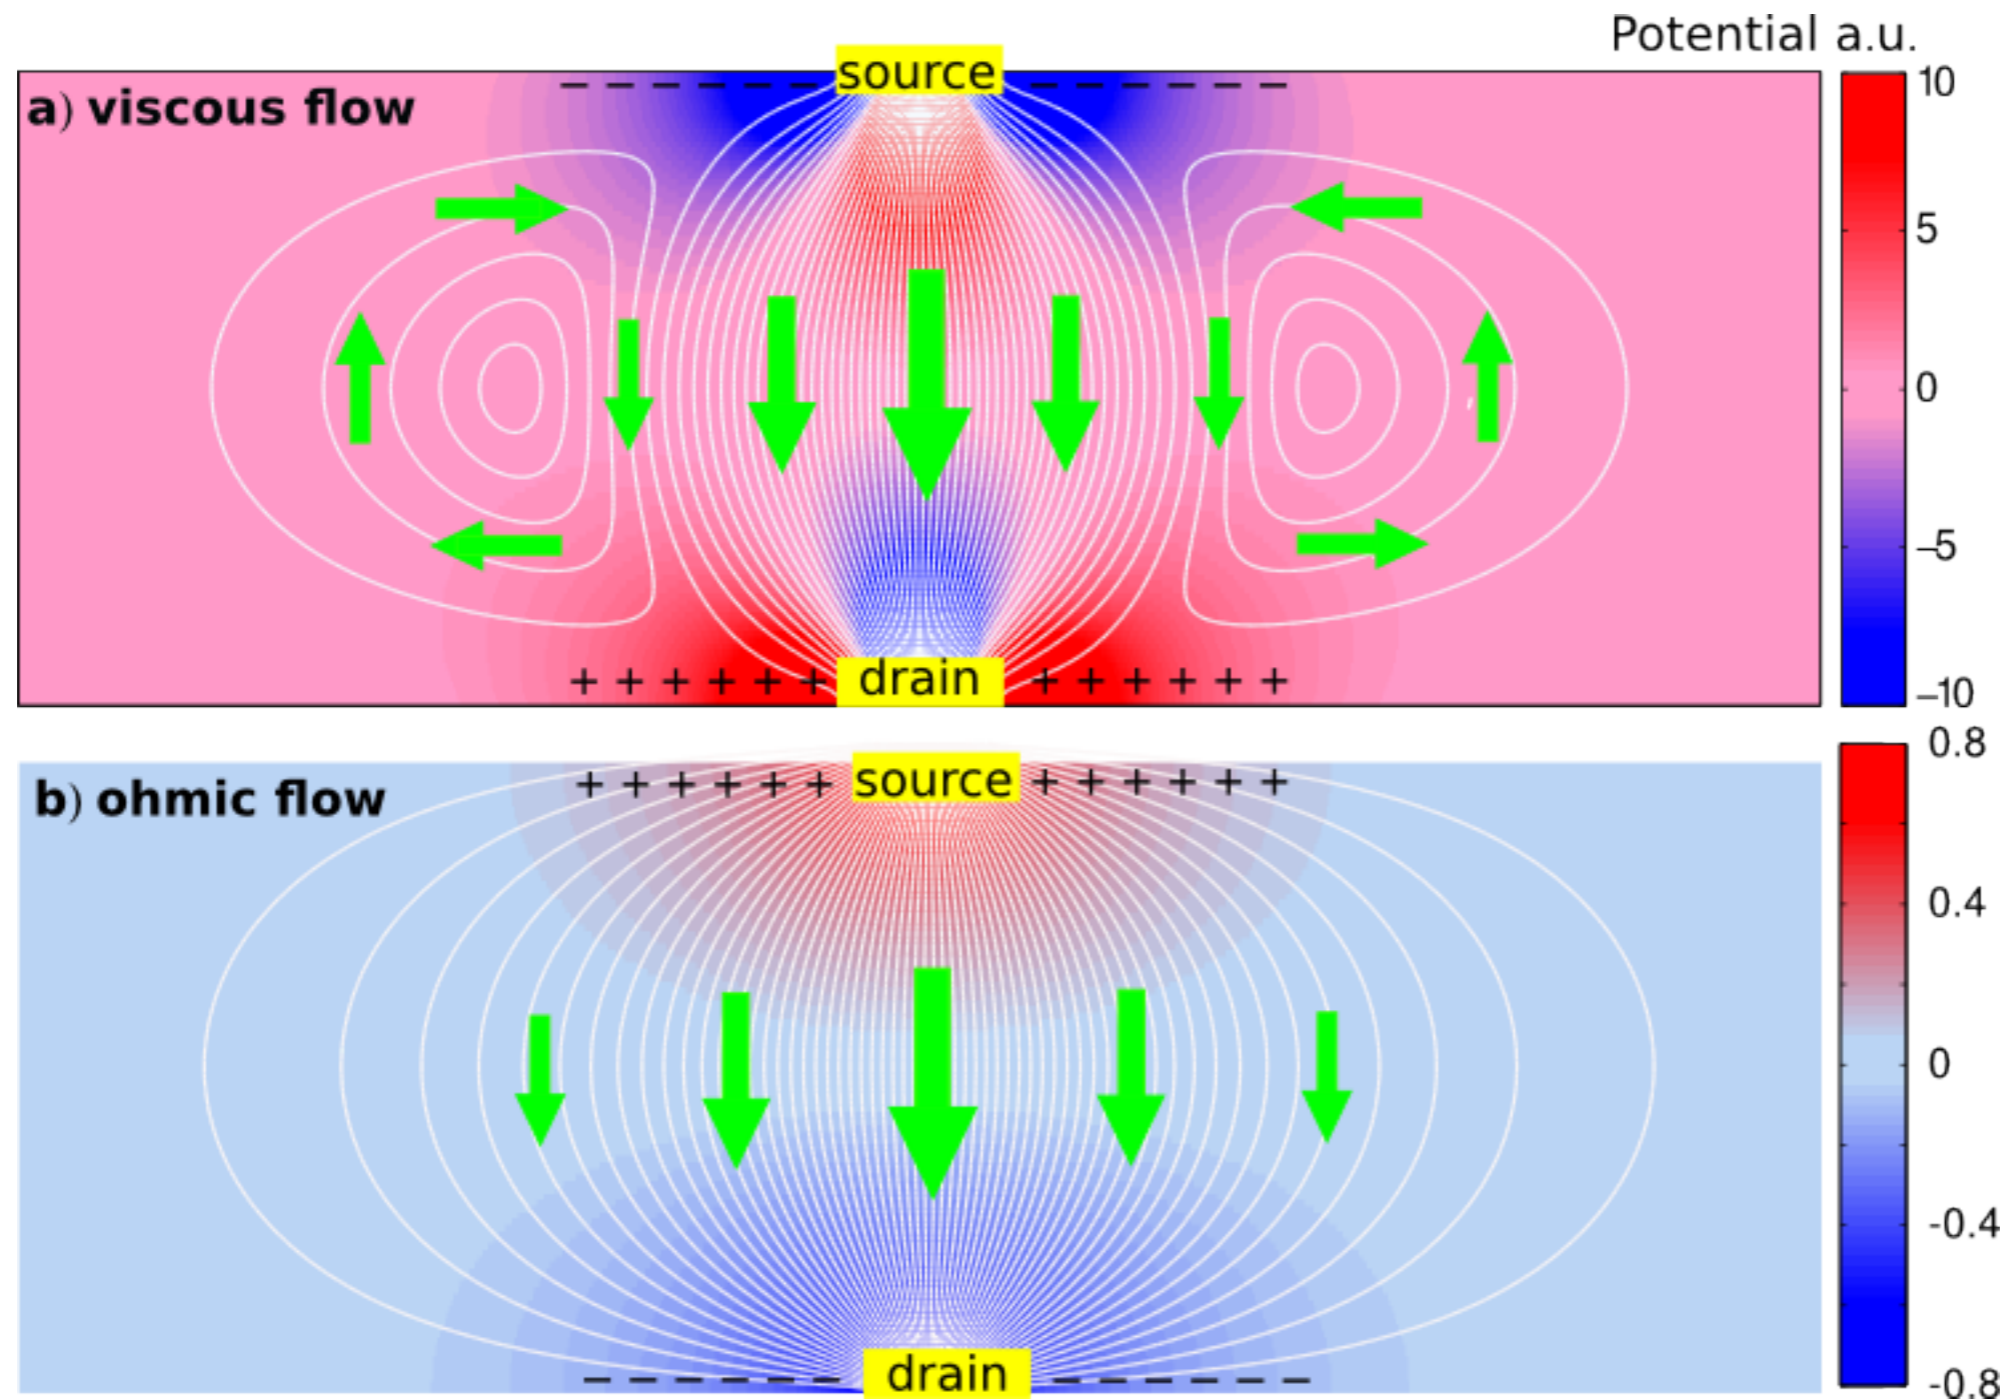 Potential a.u.
source
a) viscous flow
– – – – – – – – – – – –
10
5
0
–5
–10
+ + + + + + drain + + + + + +
0.8
+ + + + + + source + + + + + +
b) ohmic flow
0.4
0
-0.4
drain
– – – – – – – – – – – –
-0.8